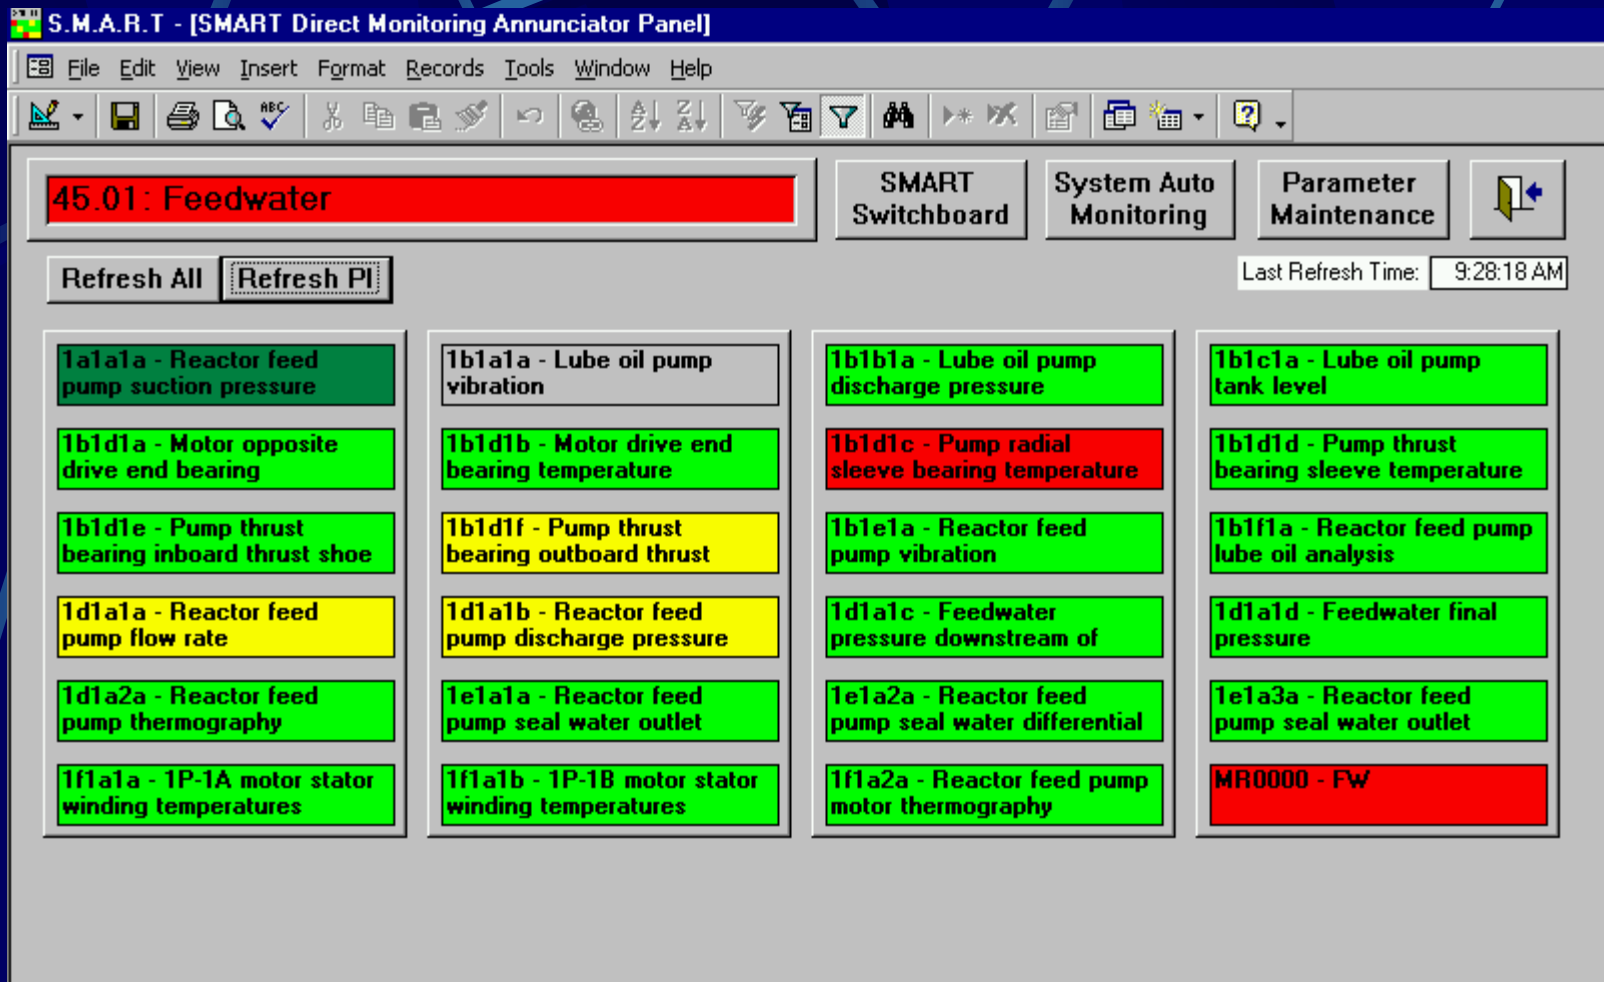 S.M.A.R.T - [SMART Direct Monitoring Annunciator Panel]
File Edit View Insert Format Records Tools Window Help
45.01: Feedwater
SMART
Switchboard
System Auto
Monitoring
Parameter
Maintenance
Refresh All
Refresh PI
Last Refresh Time: 9:28:18 AM
1a1a1a - Reactor feed
pump suction pressure
1b1a1a - Lube oil pump
vibration
1b1b1a - Lube oil pump
discharge pressure
1b1c1a - Lube oil pump
tank level
1b1d1a - Motor opposite
drive end bearing
1b1d1b - Motor drive end
bearing temperature
1b1d1c - Pump radial
sleeve bearing temperature
1b1d1d - Pump thrust
bearing sleeve temperature
1b1d1e - Pump thrust
bearing inboard thrust shoe
1b1d1f - Pump thrust
bearing outboard thrust
1b1e1a - Reactor feed
pump vibration
1b1f1a - Reactor feed pump
lube oil analysis
1d1a1a - Reactor feed
pump flow rate
1d1a1b - Reactor feed
pump discharge pressure
1d1a1c - Feedwater
pressure downstream of
1d1a1d - Feedwater final
pressure
1d1a2a - Reactor feed
pump thermography
1e1a1a - Reactor feed
pump seal water outlet
1e1a2a - Reactor feed
pump seal water differential
1e1a3a - Reactor feed
pump seal water outlet
1f1a1a - 1P-1A motor stator
winding temperatures
1f1a1b - 1P-1B motor stator
winding temperatures
1f1a2a - Reactor feed pump
motor thermography
MR0000 - FW